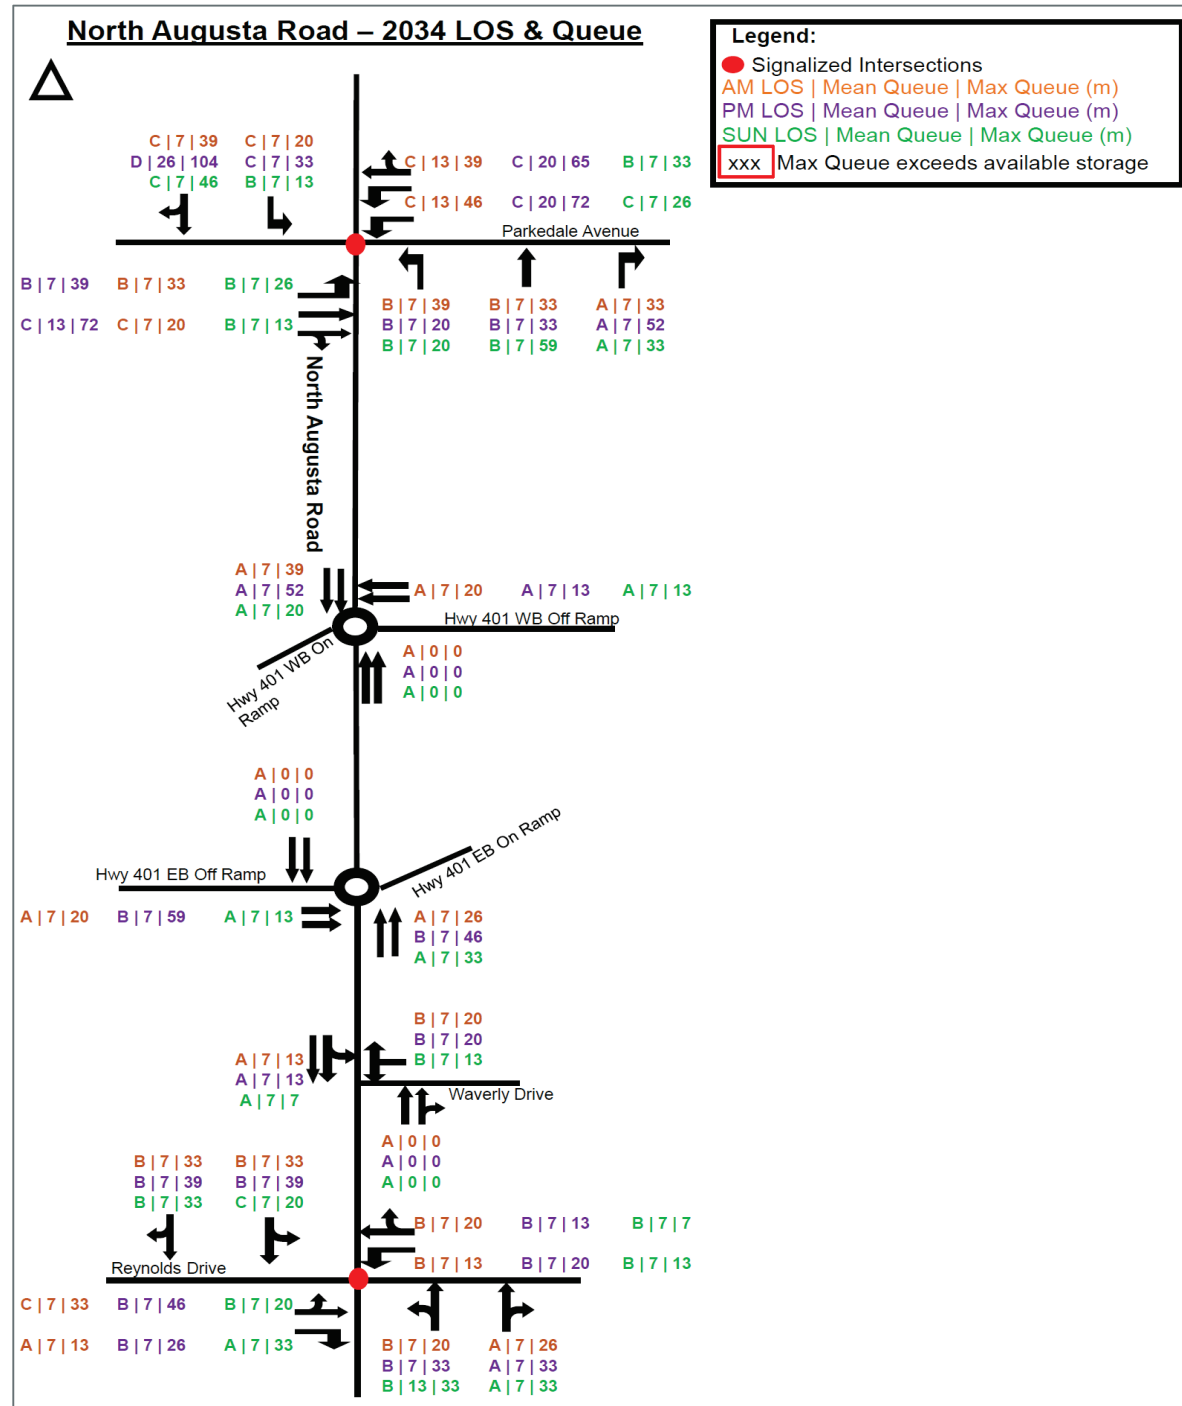 North Augusta Road – 2034 LOS & Queue
Legend:
Signalized Intersections
AM LOS | Mean Queue | Max Queue (m)
PM LOS | Mean Queue | Max Queue (m)
SUN LOS | Mean Queue | Max Queue (m)
xxx Max Queue exceeds available storage
C | 7 | 39 C | 7 | 20
D | 26 | 104 C | 7 | 33
C | 7 | 46 B | 7 | 13
C | 13 | 39 C | 20 | 65 B | 7 | 33
C | 13 | 46 C | 20 | 72 C | 7 | 26
Parkedale Avenue
B | 7 | 39 B | 7 | 33 B | 7 | 26
C | 13 | 72 C | 7 | 20 B | 7 | 13
B | 7 | 39 B | 7 | 33 A | 7 | 33
B | 7 | 20 B | 7 | 33 A | 7 | 52
B | 7 | 20 B | 7 | 59 A | 7 | 33
North Augusta Road
A | 7 | 39
A | 7 | 52
A | 7 | 20
A | 7 | 20 A | 7 | 13 A | 7 | 13
Hwy 401 WB Off Ramp
Hwy 401 WB On
Ramp
A | 0 | 0
A | 0 | 0
A | 0 | 0
A | 0 | 0
A | 0 | 0
A | 0 | 0
Hwy 401 EB On Ramp
Hwy 401 EB Off Ramp
A | 7 | 20 B | 7 | 59 A | 7 | 13
A | 7 | 26
B | 7 | 46
A | 7 | 33
B | 7 | 20
B | 7 | 20
B | 7 | 13
A | 7 | 13
A | 7 | 13
A | 7 | 7
Waverly Drive
A | 0 | 0
A | 0 | 0
A | 0 | 0
B | 7 | 33 B | 7 | 33
B | 7 | 39 B | 7 | 39
B | 7 | 33 C | 7 | 20
B | 7 | 20 B | 7 | 13 B | 7 | 7
B | 7 | 13 B | 7 | 20 B | 7 | 13
Reynolds Drive
C | 7 | 33 B | 7 | 46 B | 7 | 20
A | 7 | 13 B | 7 | 26 A | 7 | 33
B | 7 | 20 A | 7 | 26
B | 7 | 33 A | 7 | 33
B | 13 | 33 A | 7 | 33